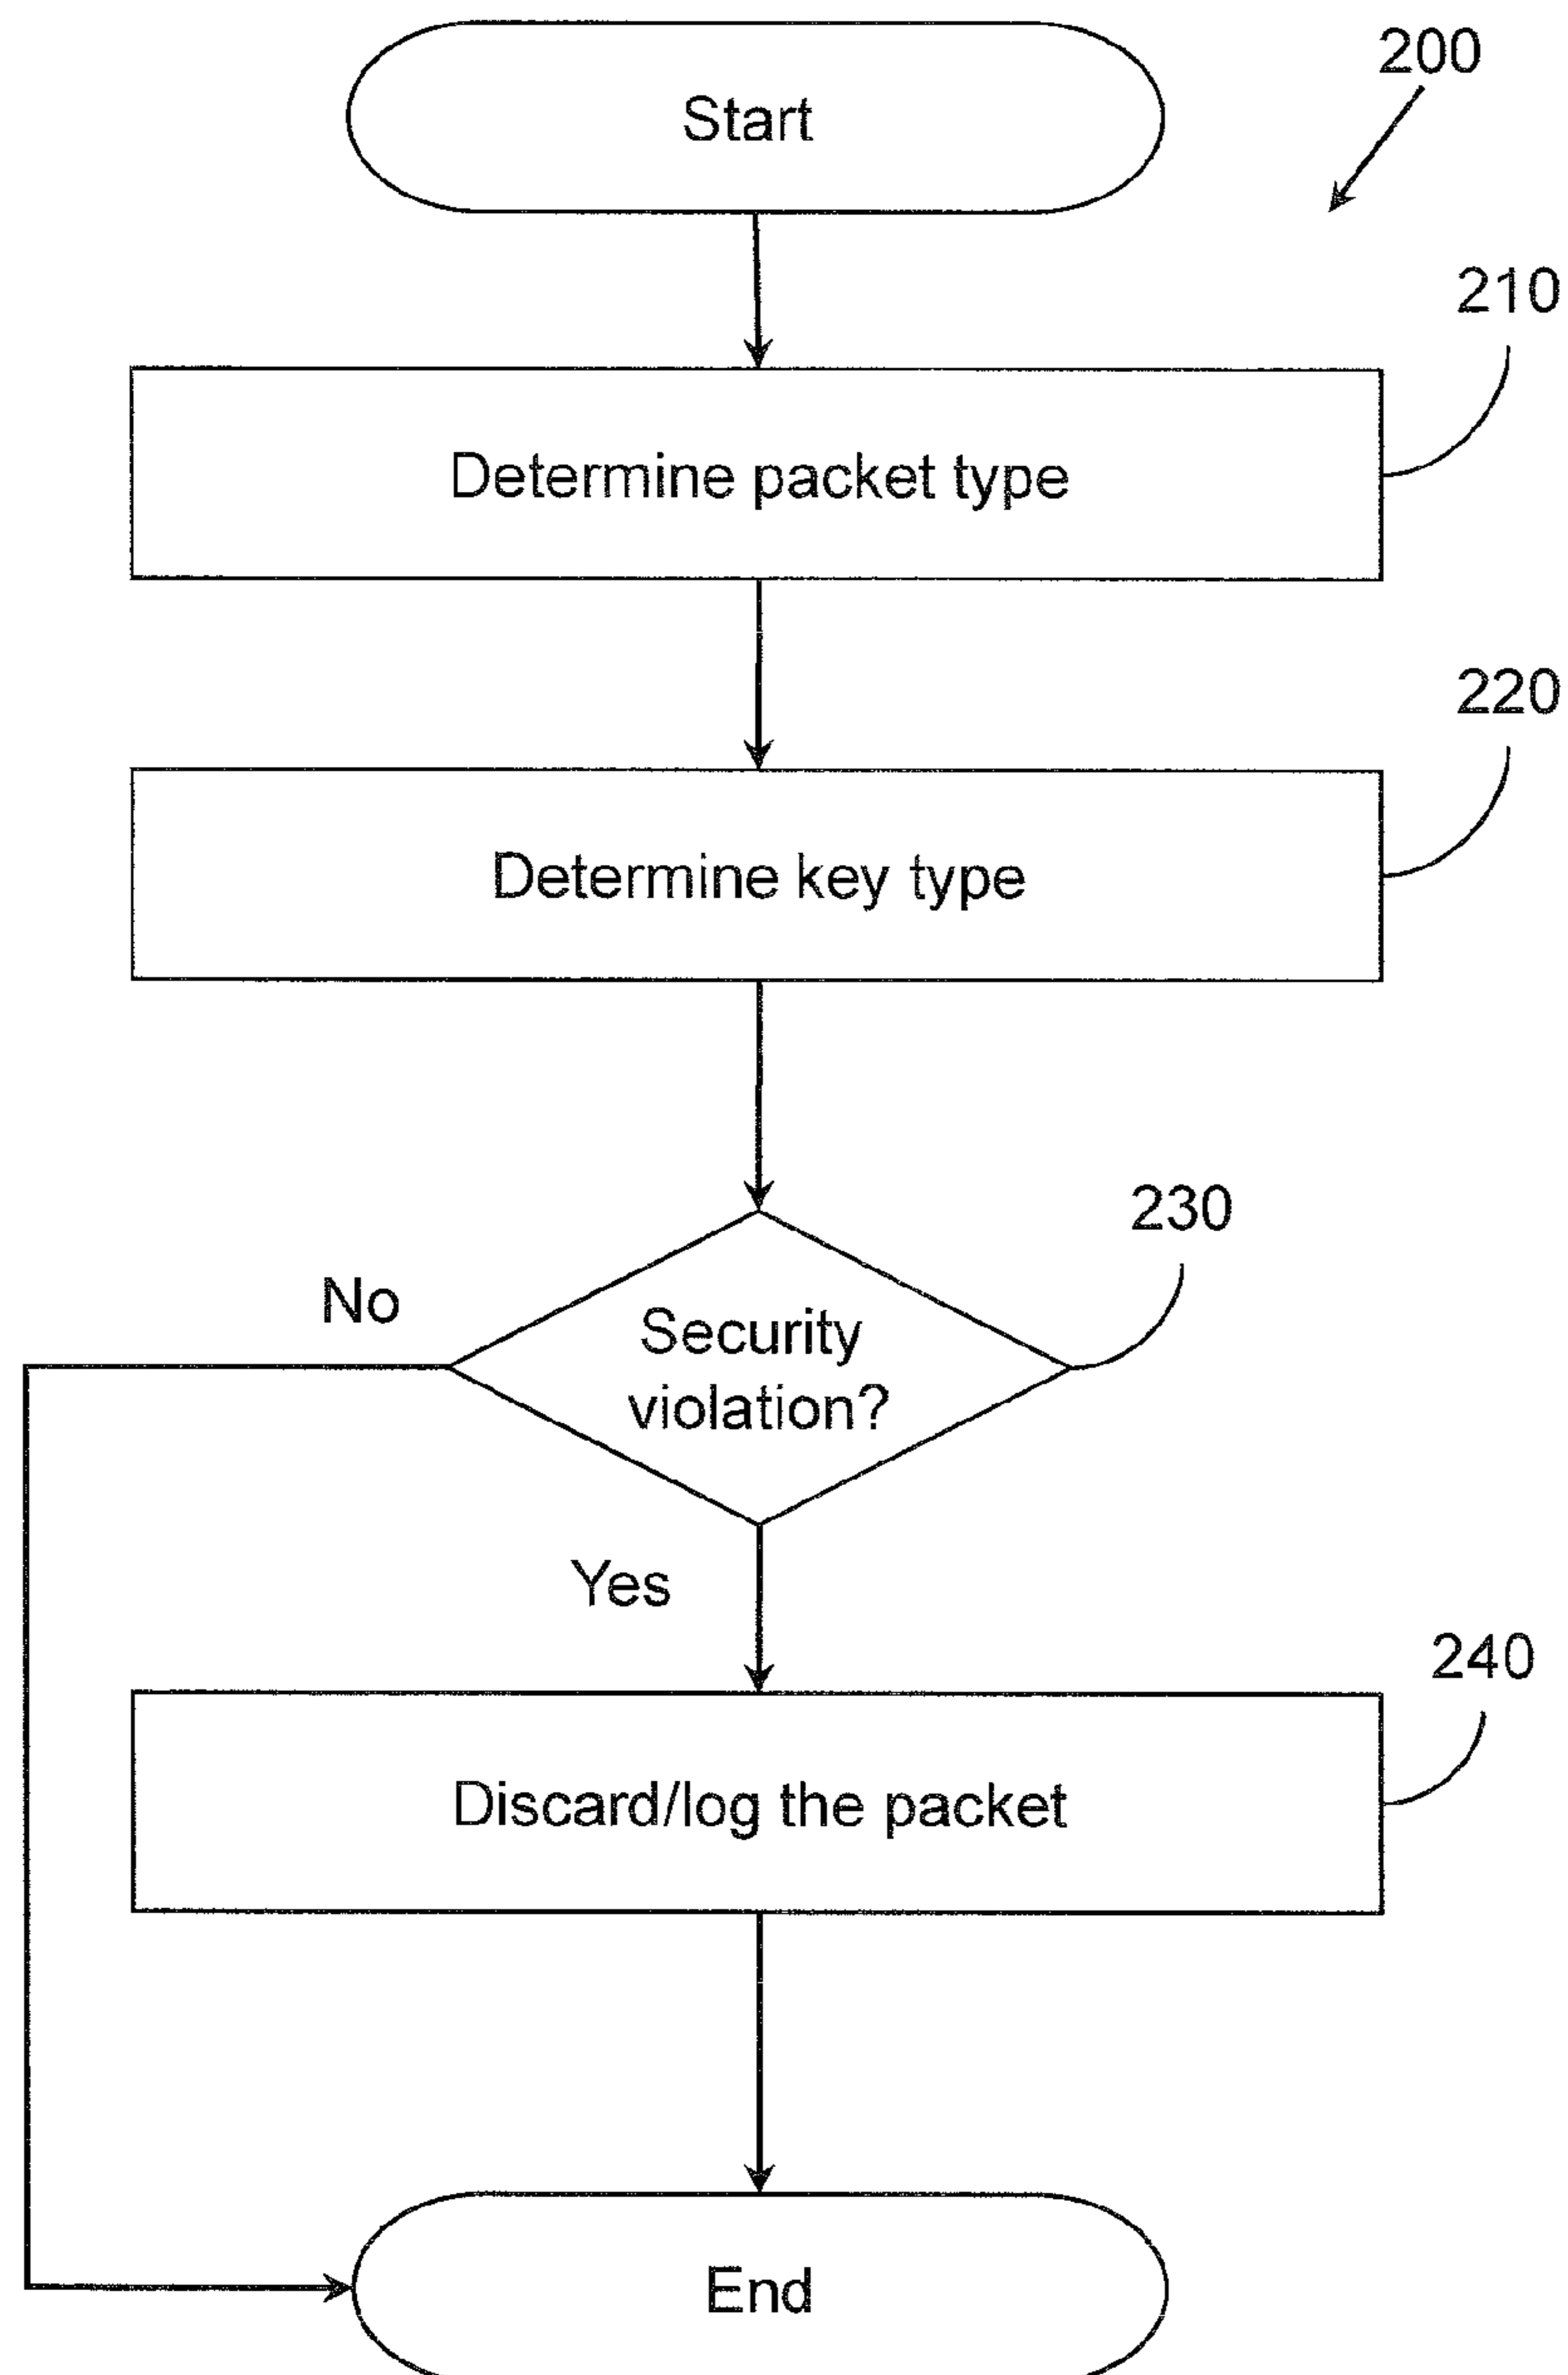 Start
200
210
Determine packet type
220
Determine key type
230
No
Security
violation?
Yes
240
Discard/log the packet
End